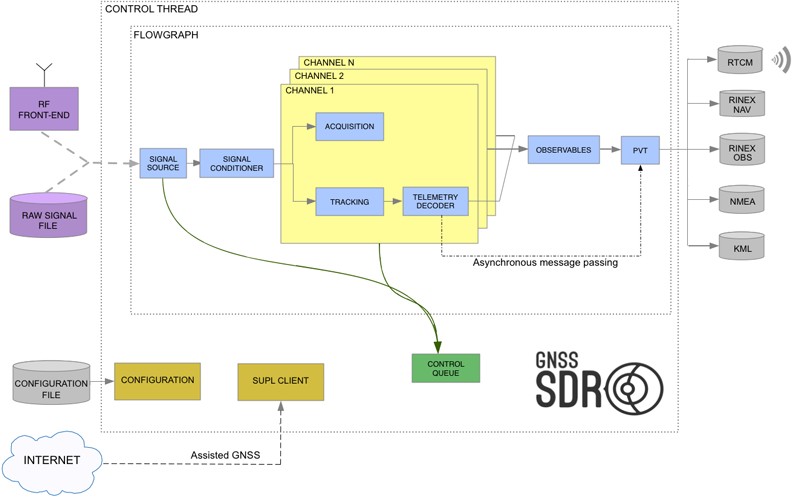 CONTROL THREAD
FLOWGRAPH
CHANNEL N
CHANNEL 2
CHANNEL 1
RF
FRONT-END
RAW SIGNAL
FILE
SIGNAL
SOURCE
SIGNAL
CONDITIONER
ACQUISITION
TRACKING
TELEMETRY
DECODER
OBSERVABLES
PVT
Asynchronous message passing
RTCM
RINEX
NAV
RINEX
OBS
NMEA
KML
CONFIGURATION
FILE
CONFIGURATION
SUPL CLIENT
CONTROL
QUEUE
GNSS
SDR
INTERNET
Assisted GNSS